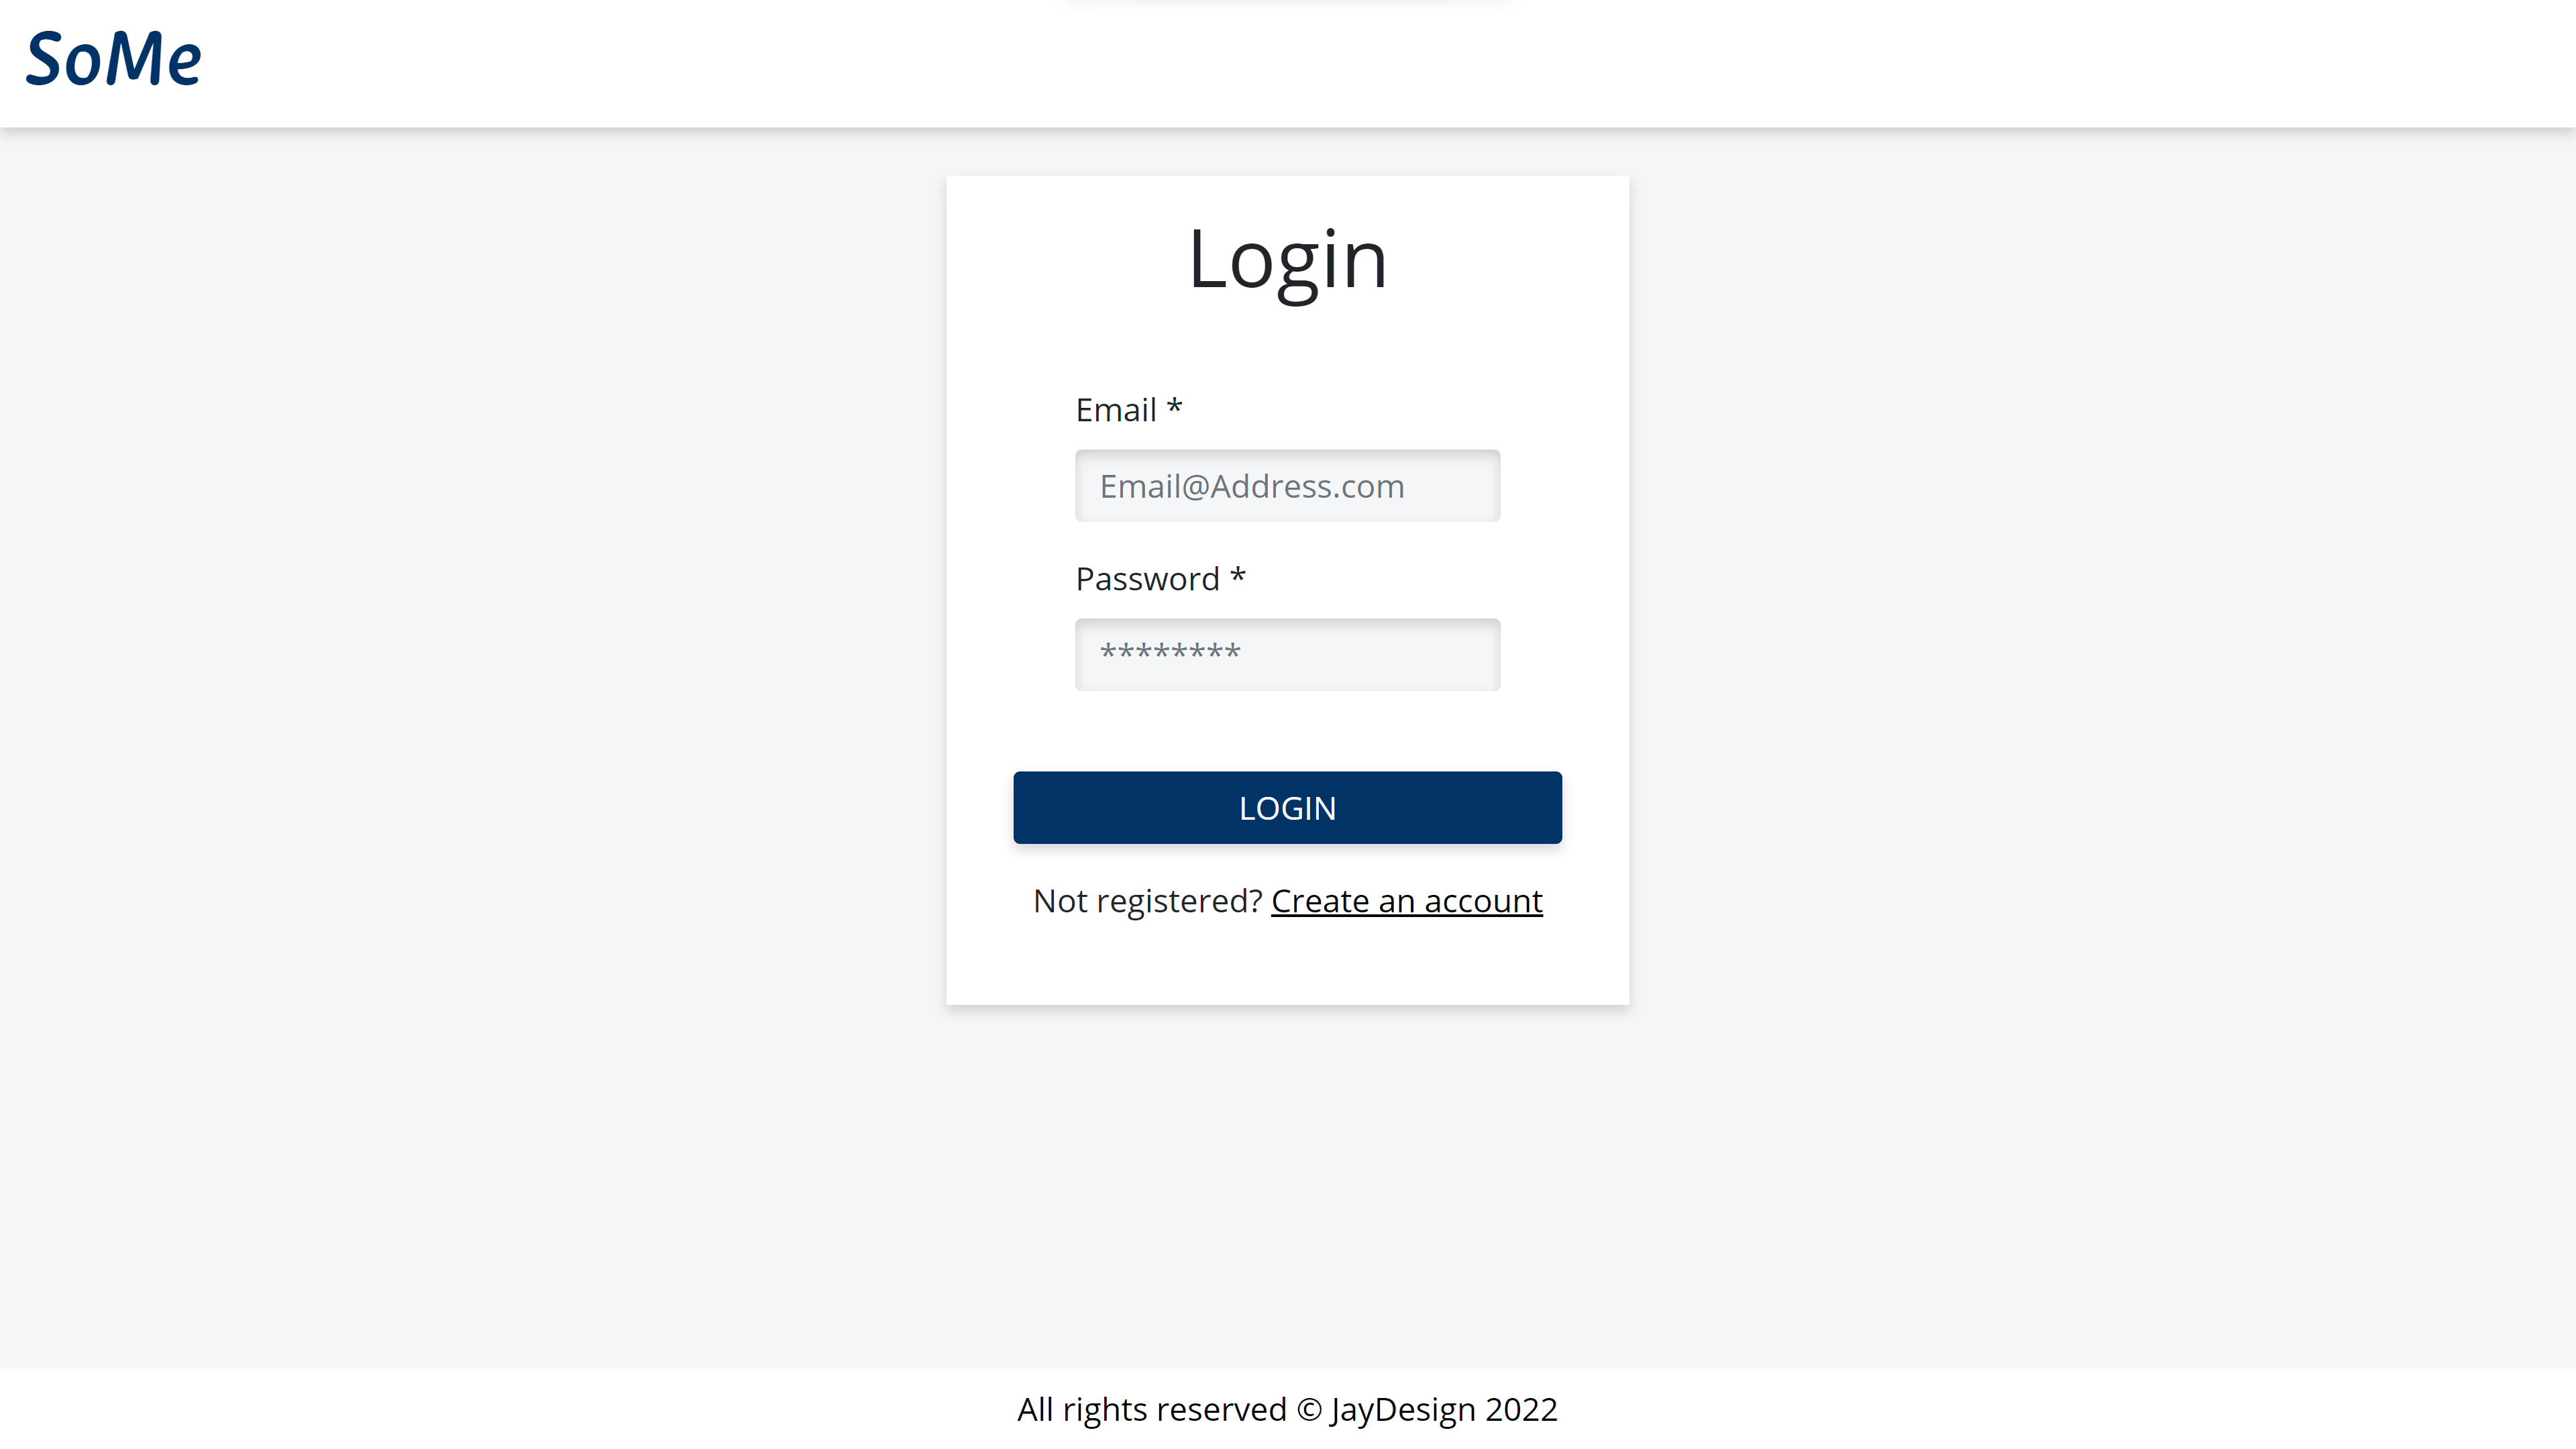 SoMe
Login
Email *
Email@Address.com
Password *
********
LOGIN
Not registered? Create an account
All rights reserved © JayDesign 2022